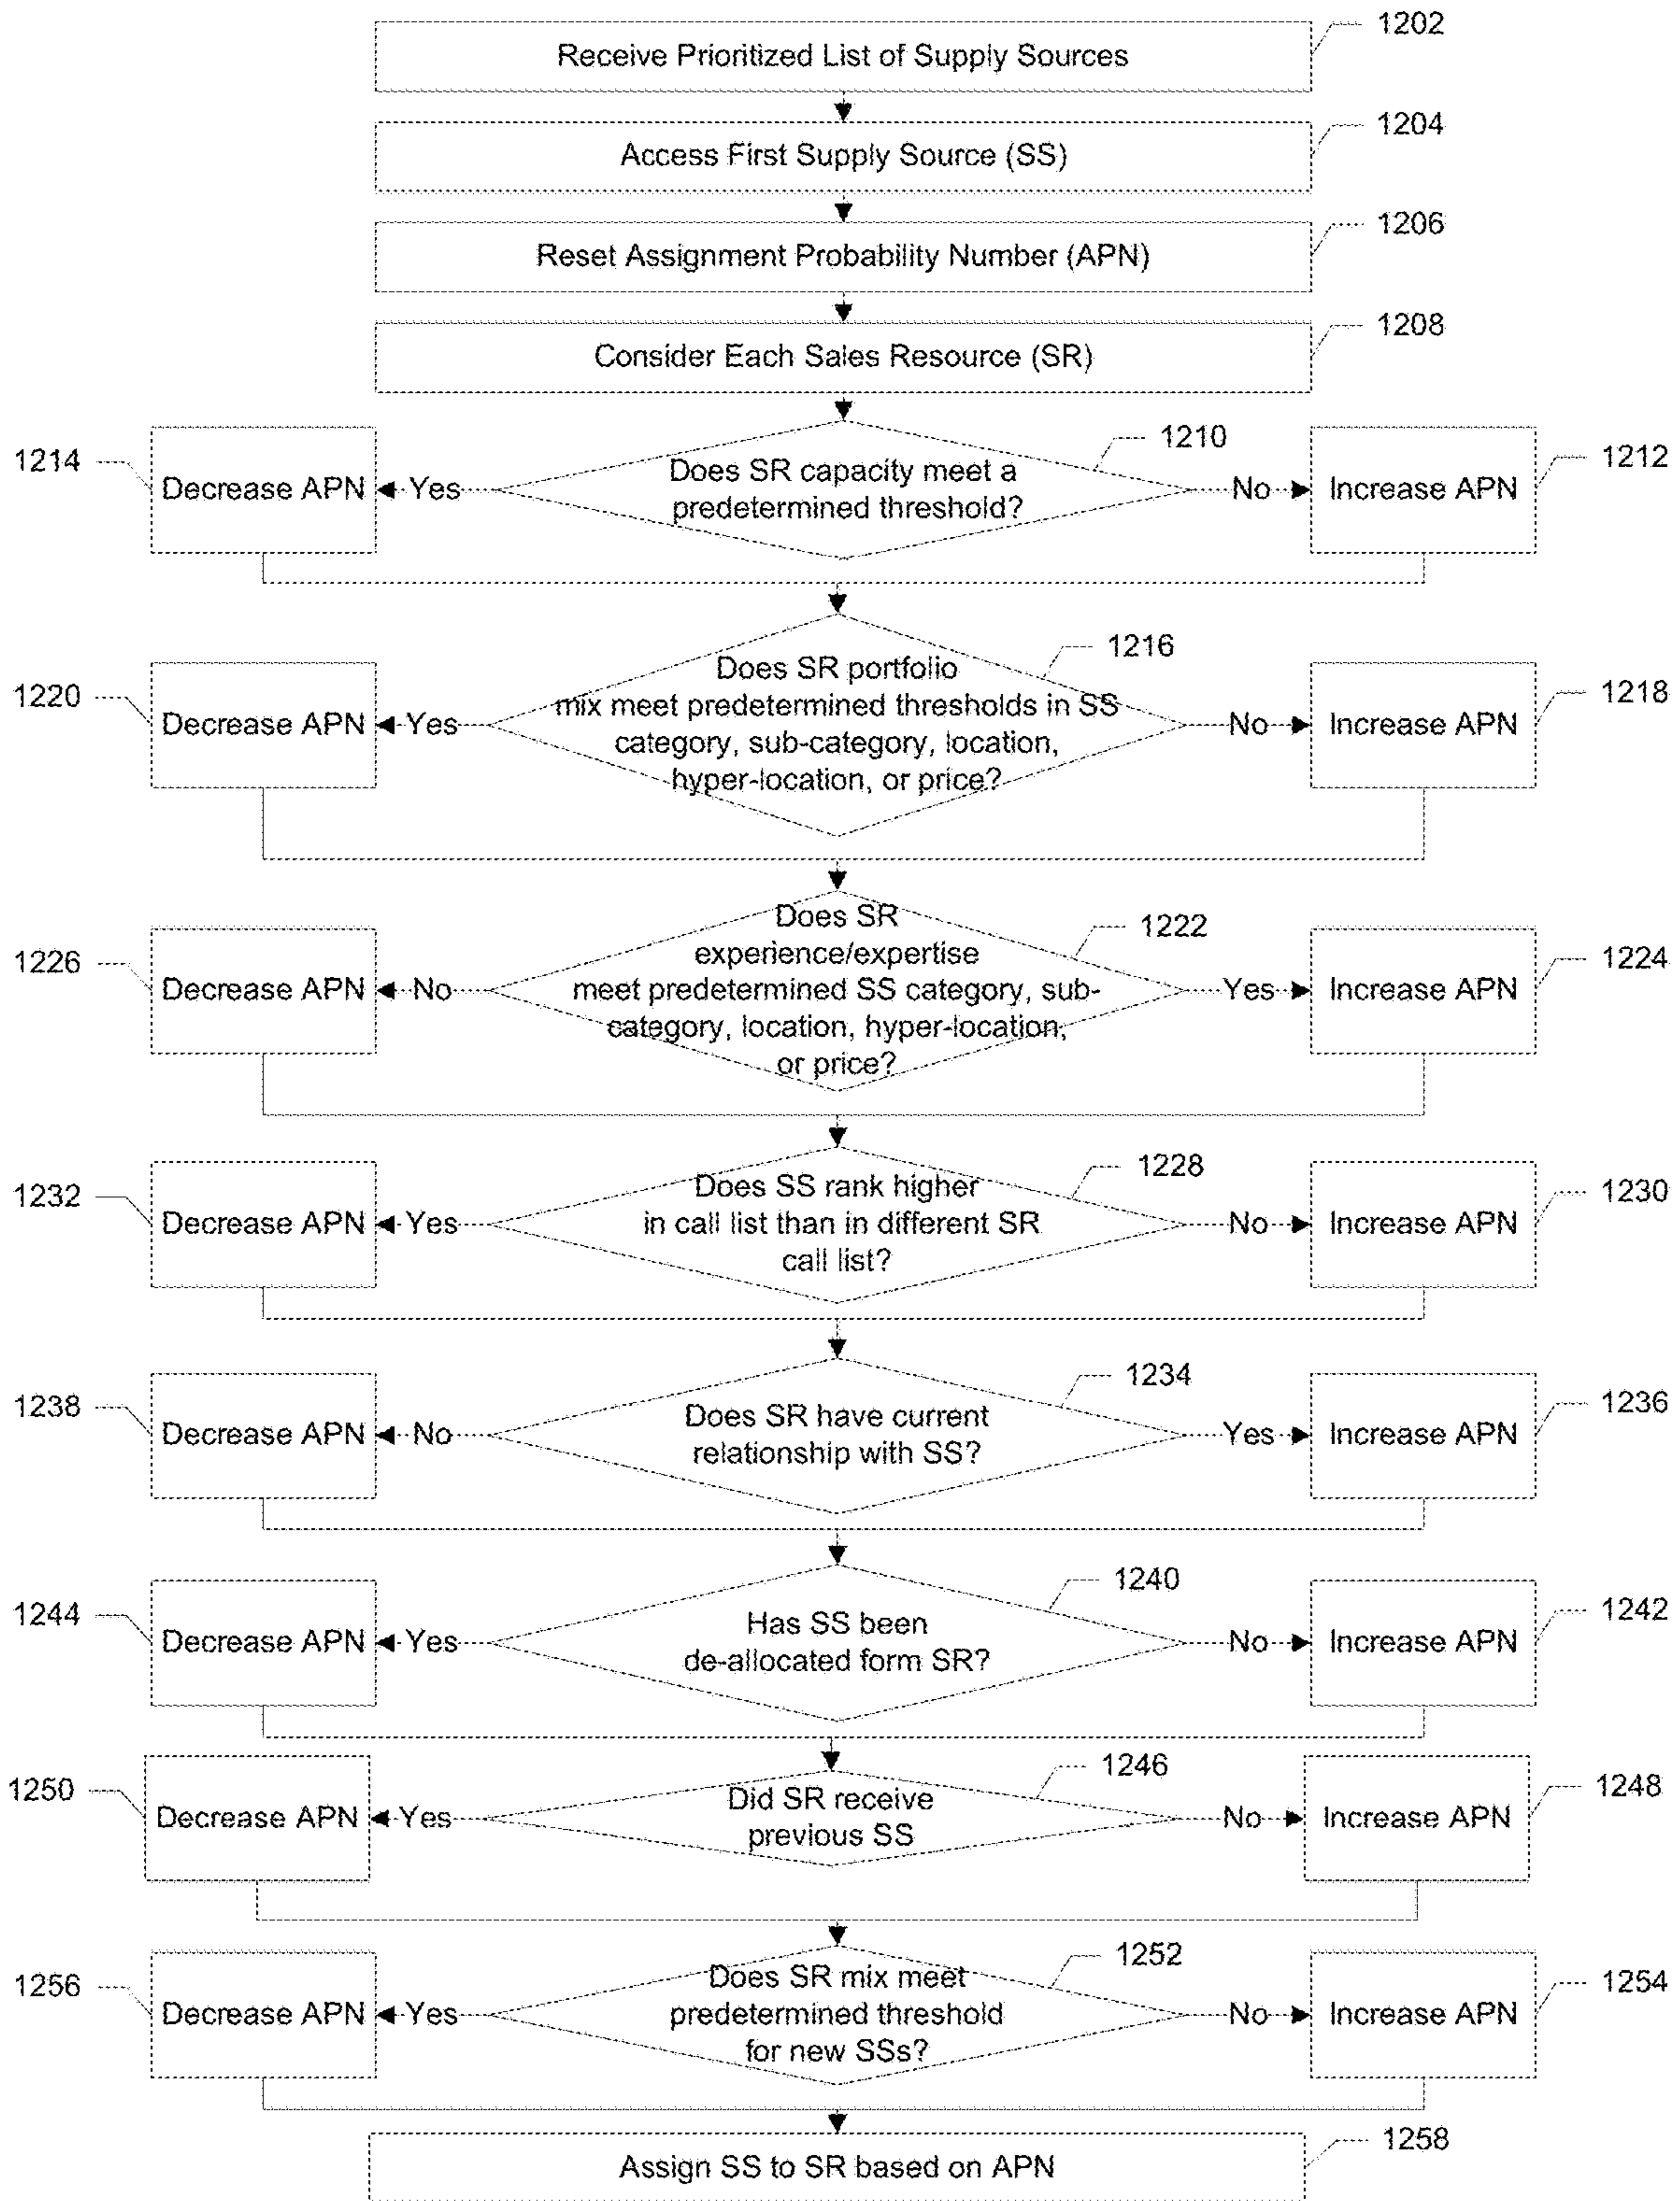 1202
Receive Prioritized List of Supply Sources
1204
Access First Supply Source (SS)
1206
Reset Assignment Probability Number (APN)
1208
Consider Each Sales Resource (SR)
1210
1214
1212
Decrease APN
Yes
Does SR capacity meet a
predetermined threshold?
No
Increase APN
1216
1220
1218
Decrease APN
Yes
Does SR portfolio
mix meet predetermined thresholds in SS
category, sub-category, location,
hyper-location, or price?
No
Increase APN
1222
1226
1224
Decrease APN
No
Does SR
experience/expertise
meet predetermined SS category, sub-
category, location, hyper-location,
or price?
Yes
Increase APN
1228
1232
1230
Decrease APN
Yes
Does SS rank higher
in call list than in different SR
call list?
No
Increase APN
1234
1238
1236
Decrease APN
No
Does SR have current
relationship with SS?
Yes
Increase APN
1240
1244
1242
Decrease APN
Yes
Has SS been
de-allocated form SR?
No
Increase APN
1246
1250
1248
Decrease APN
Yes
Did SR receive
previous SS
No
Increase APN
1252
1256
1254
Decrease APN
Yes
Does SR mix meet
predetermined threshold
for new SSs?
No
Increase APN
1258
Assign SS to SR based on APN